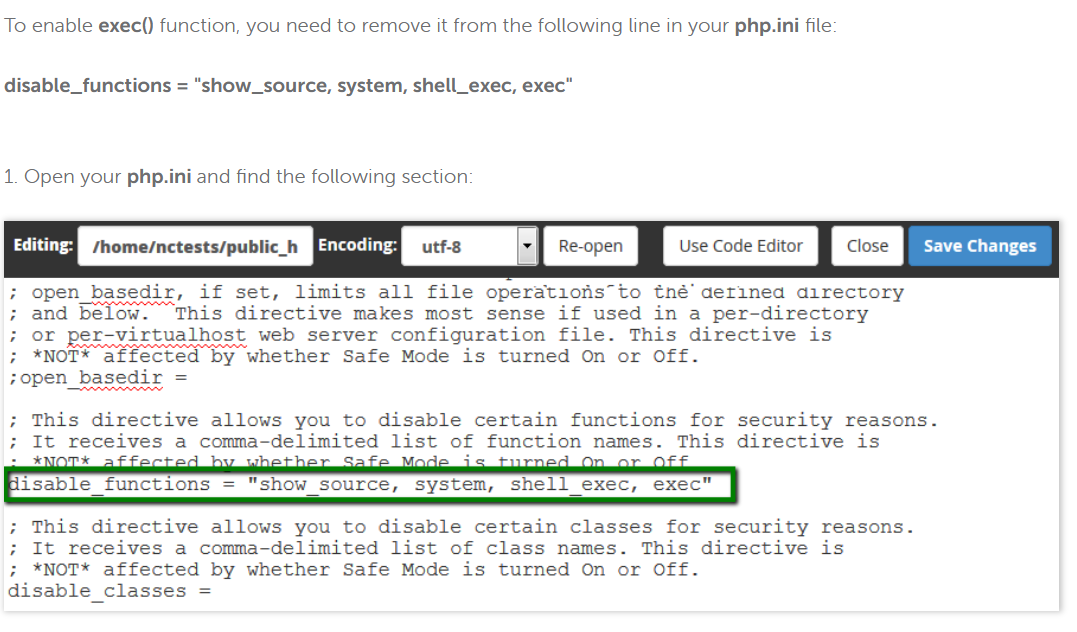 To enable exec() function, you need to remove it from the following line in your php.ini file:
disable_functions = "show_source, system, shell_exec, exec"
1. Open your php.ini and find the following section:
Editing: /home/nctests/public_h Encoding: utf-8 Re-open Use Code Editor Close Save Changes
; open_basedir, if set, limits all file operations to the defined directory
; and below.  This directive makes most sense if used in a per-directory
; or per-virtualhost web server configuration file. This directive is
; *NOT* affected by whether Safe Mode is turned On or Off.
;open_basedir =
; This directive allows you to disable certain functions for security reasons.
; It receives a comma-delimited list of function names. This directive is
; *NOT* affected by whether Safe Mode is turned On or Off.
disable_functions = "show_source, system, shell_exec, exec"
; This directive allows you to disable certain classes for security reasons.
; It receives a comma-delimited list of class names. This directive is
; *NOT* affected by whether Safe Mode is turned On or Off.
disable_classes =